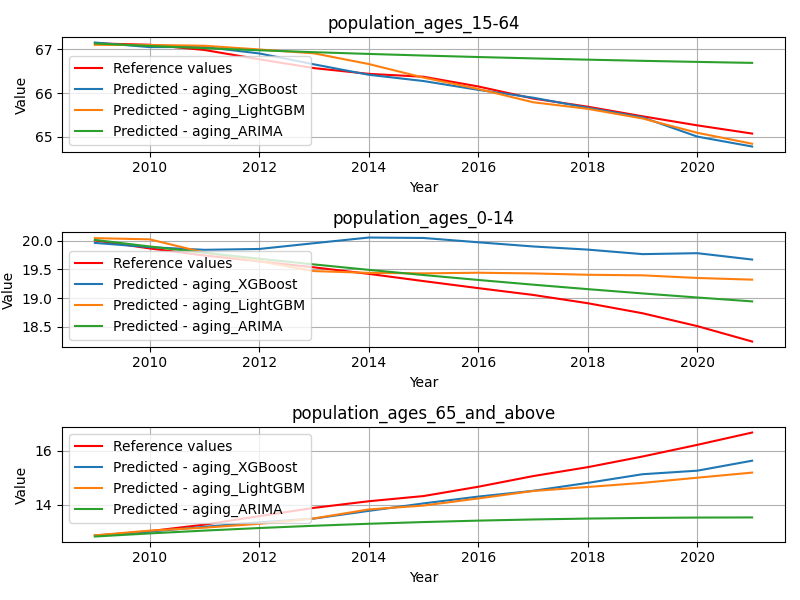 population_ages_15-64
67
66
65
Value
Reference values
Predicted - aging_XGBoost
Predicted - aging_LightGBM
Predicted - aging_ARIMA
2010 2012 2014 2016 2018 2020
Year
population_ages_0-14
20.0
19.5
19.0
18.5
Value
Reference values
Predicted - aging_XGBoost
Predicted - aging_LightGBM
Predicted - aging_ARIMA
2010 2012 2014 2016 2018 2020
Year
population_ages_65_and_above
16
14
Value
Reference values
Predicted - aging_XGBoost
Predicted - aging_LightGBM
Predicted - aging_ARIMA
2010 2012 2014 2016 2018 2020
Year